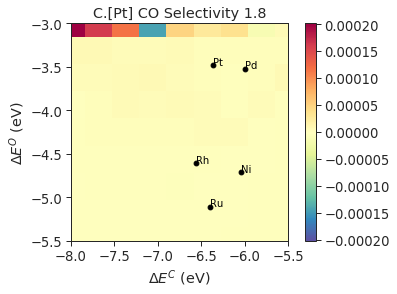 C.[Pt] CO Selectivity 1.8
−3.0
−3.5
−4.0
−4.5
−5.0
−5.5
ΔE^O (eV)
Pt
Pd
Rh
Ni
Ru
−8.0 −7.5 −7.0 −6.5 −6.0 −5.5
ΔE^C (eV)
0.00020
0.00015
0.00010
0.00005
0.00000
−0.00005
−0.00010
−0.00015
−0.00020